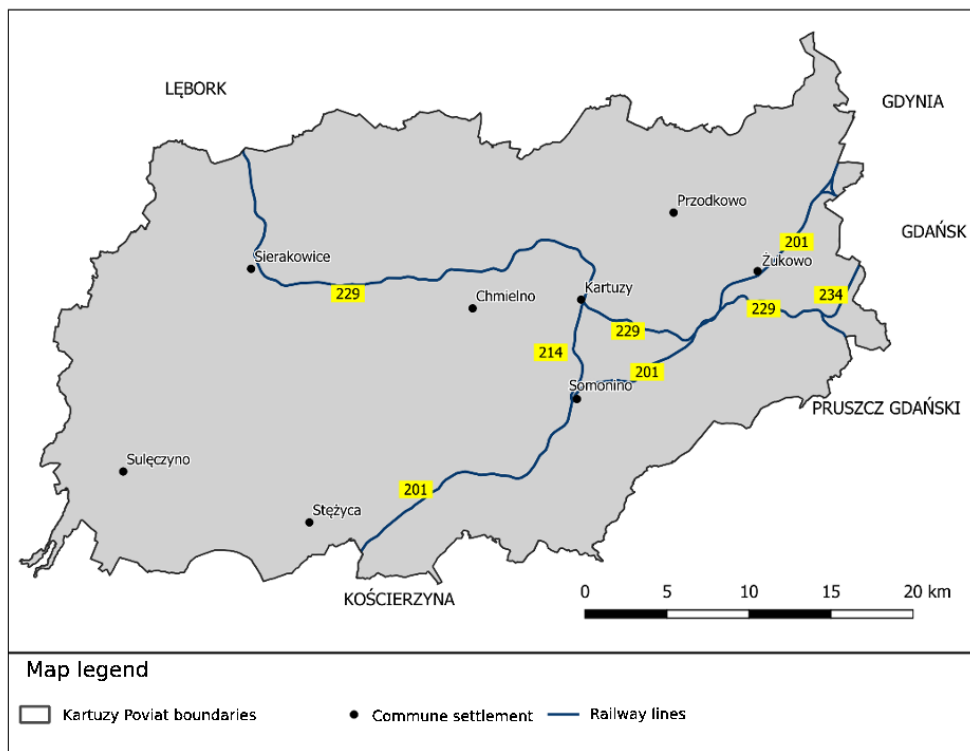 LĘBORK
GDYNIA
Przodkowo
GDAŃSK
201
Sierakowice
Żukowo
229
Chmielno
Kartuzy
234
229
229
214
201
Somonino
PRUSZCZ GDAŃSKI
Sulęczyno
201
Stężyca
KOŚCIERZYNA
0 5 10 15 20 km
Map legend
Kartuzy Poviat boundaries Commune settlement Railway lines